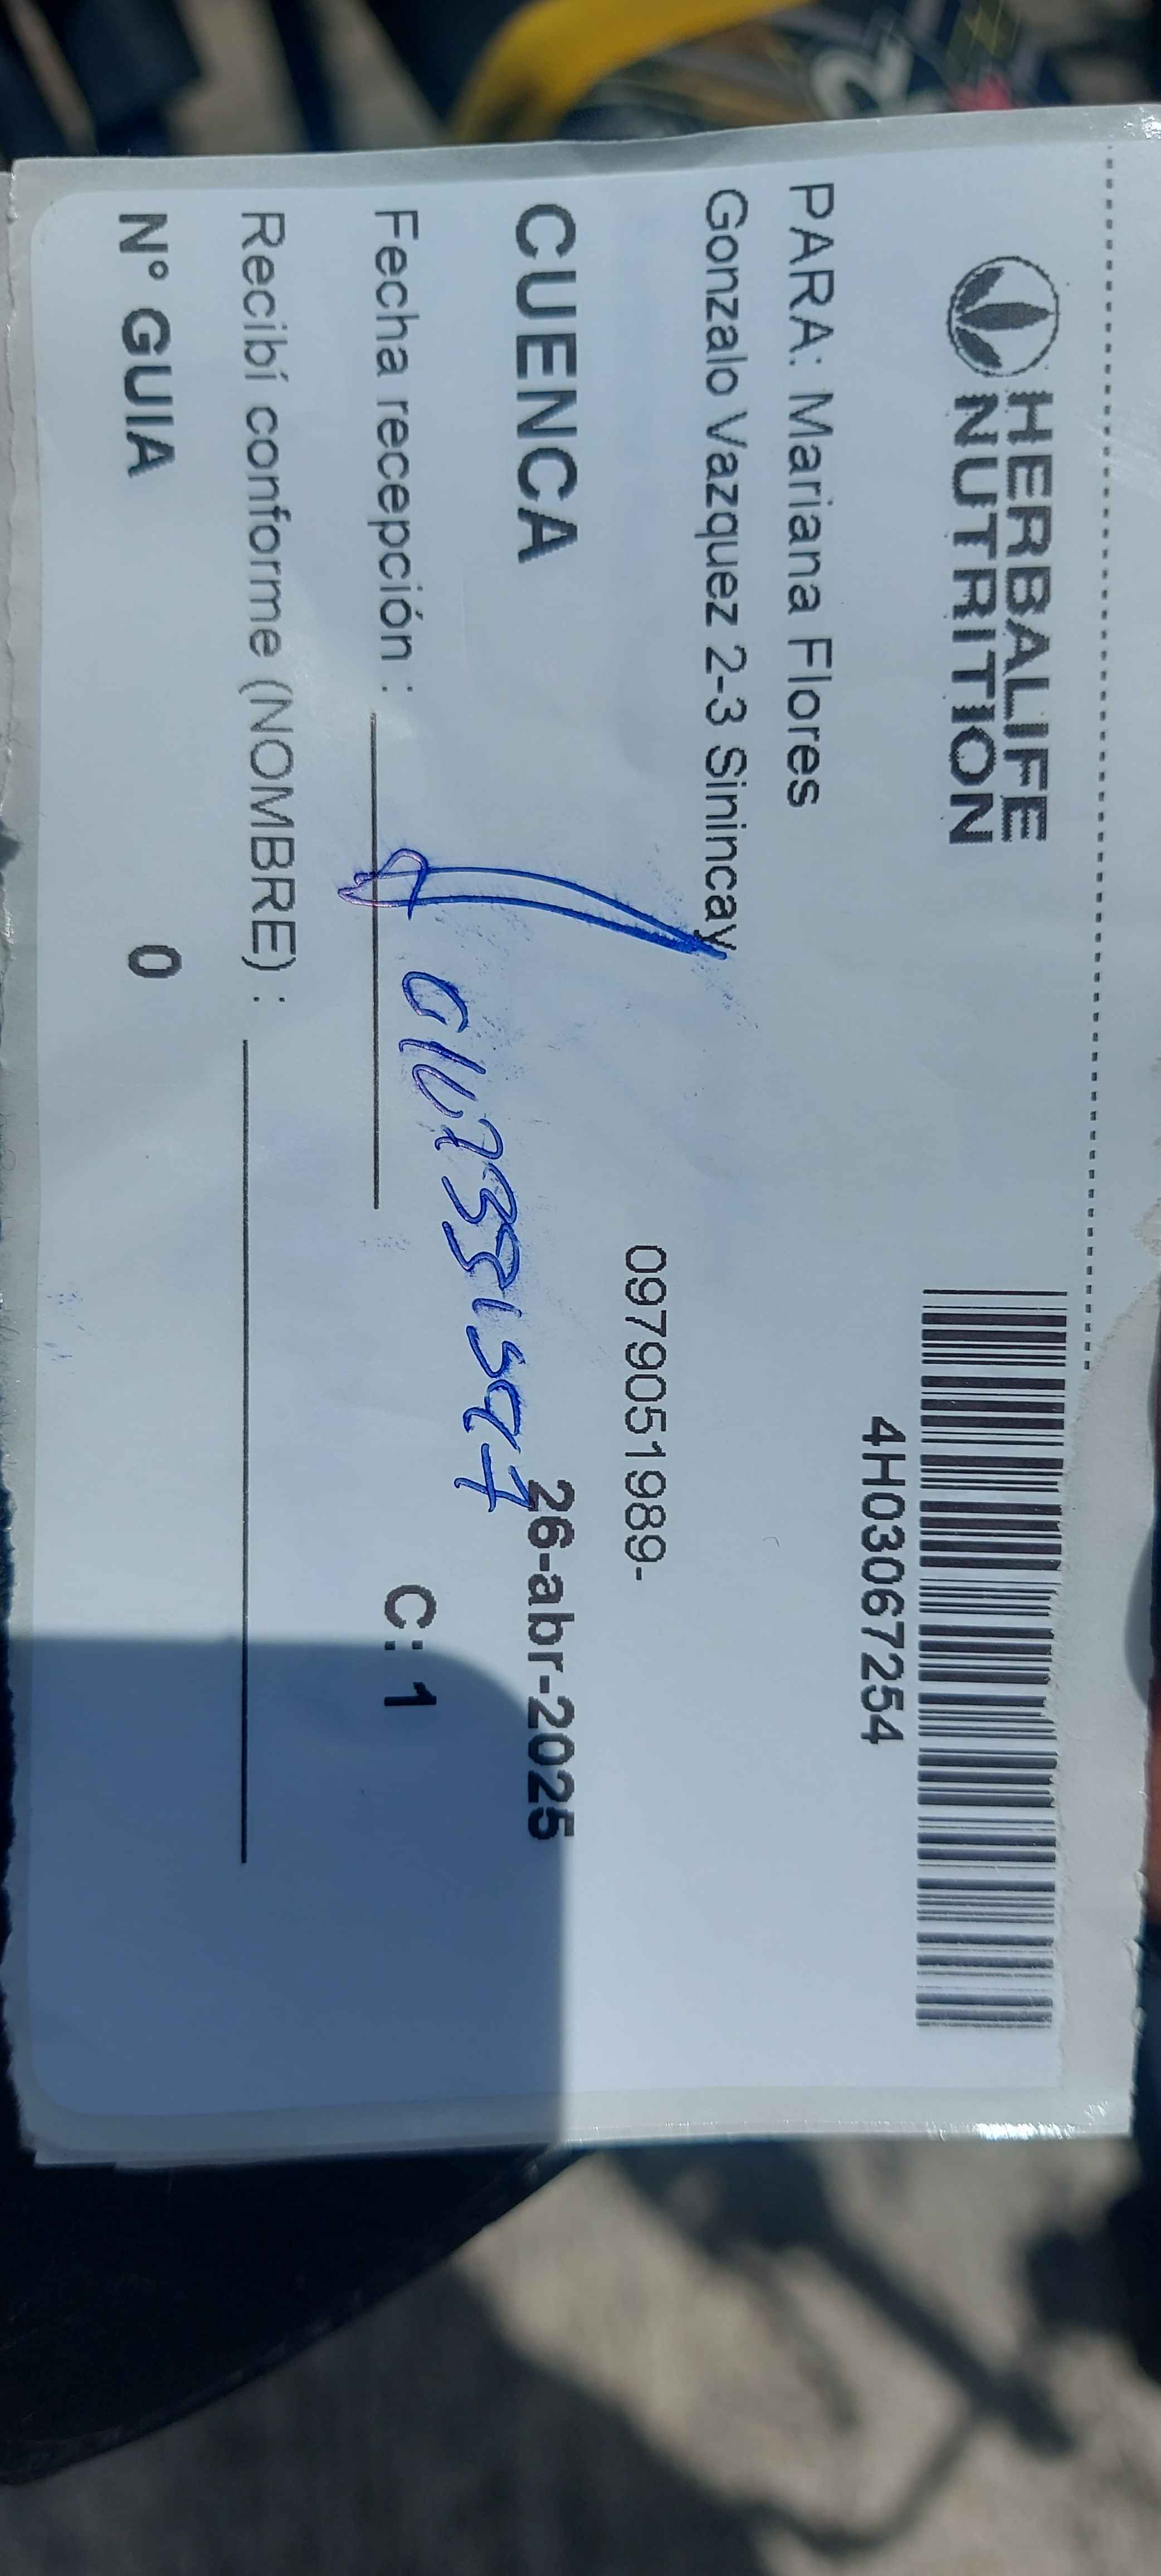 HERBALIFE
NUTRITION
4H03067254
PARA: Mariana Flores
Gonzalo Vazquez 2-3 Sinincay
0979051989-
CUENCA
26-abr-2025
Fecha recepción :
C: 1
Recibí conforme (NOMBRE) :
N° GUIA 0